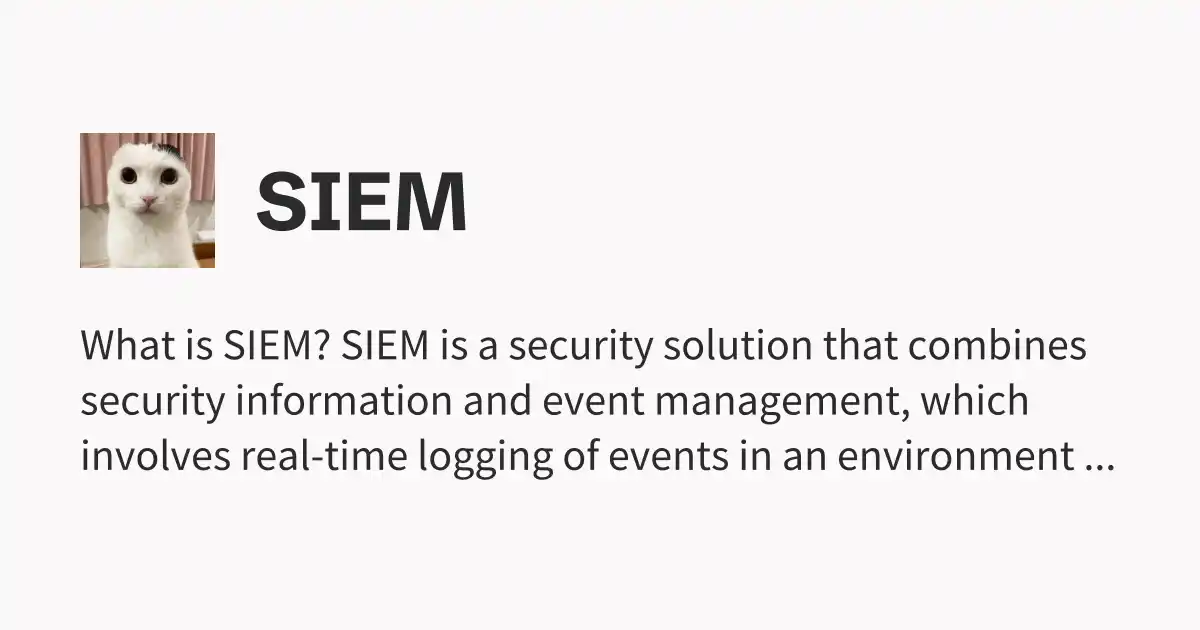 SIEM
What is SIEM? SIEM is a security solution that combines
security information and event management, which
involves real-time logging of events in an environment ...